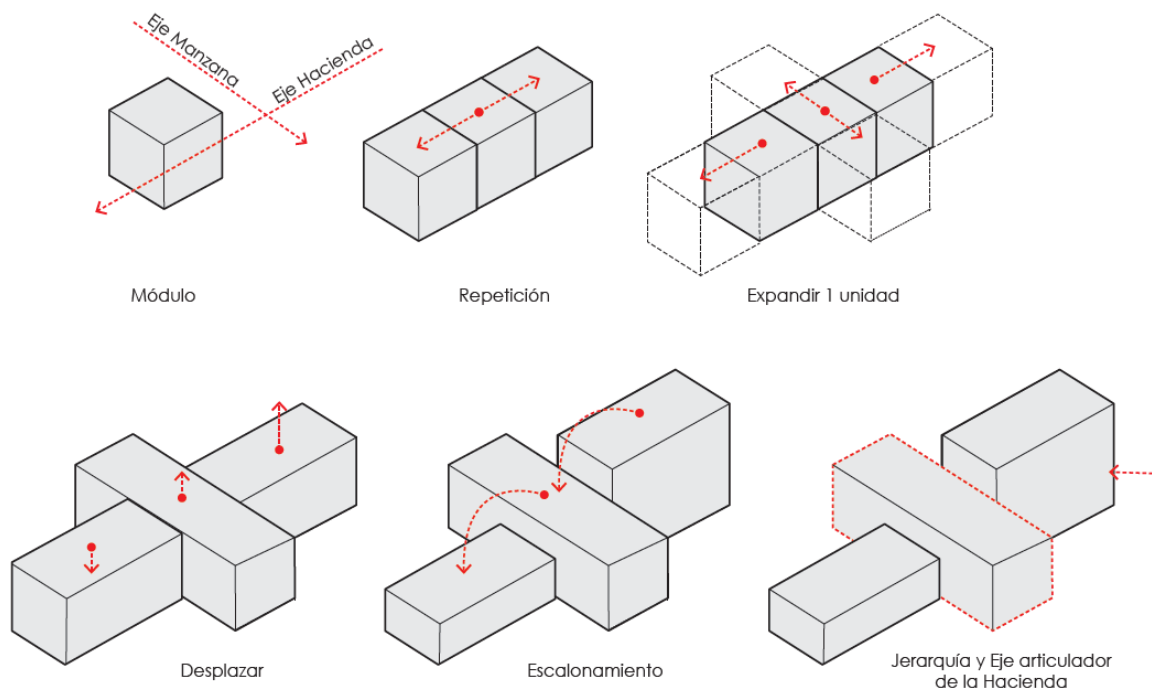 Eje Manzana
Eje Hacienda
Módulo
Repetición
Expandir 1 unidad
Desplazar
Escalonamiento
Jerarquía y Eje articulador
de la Hacienda